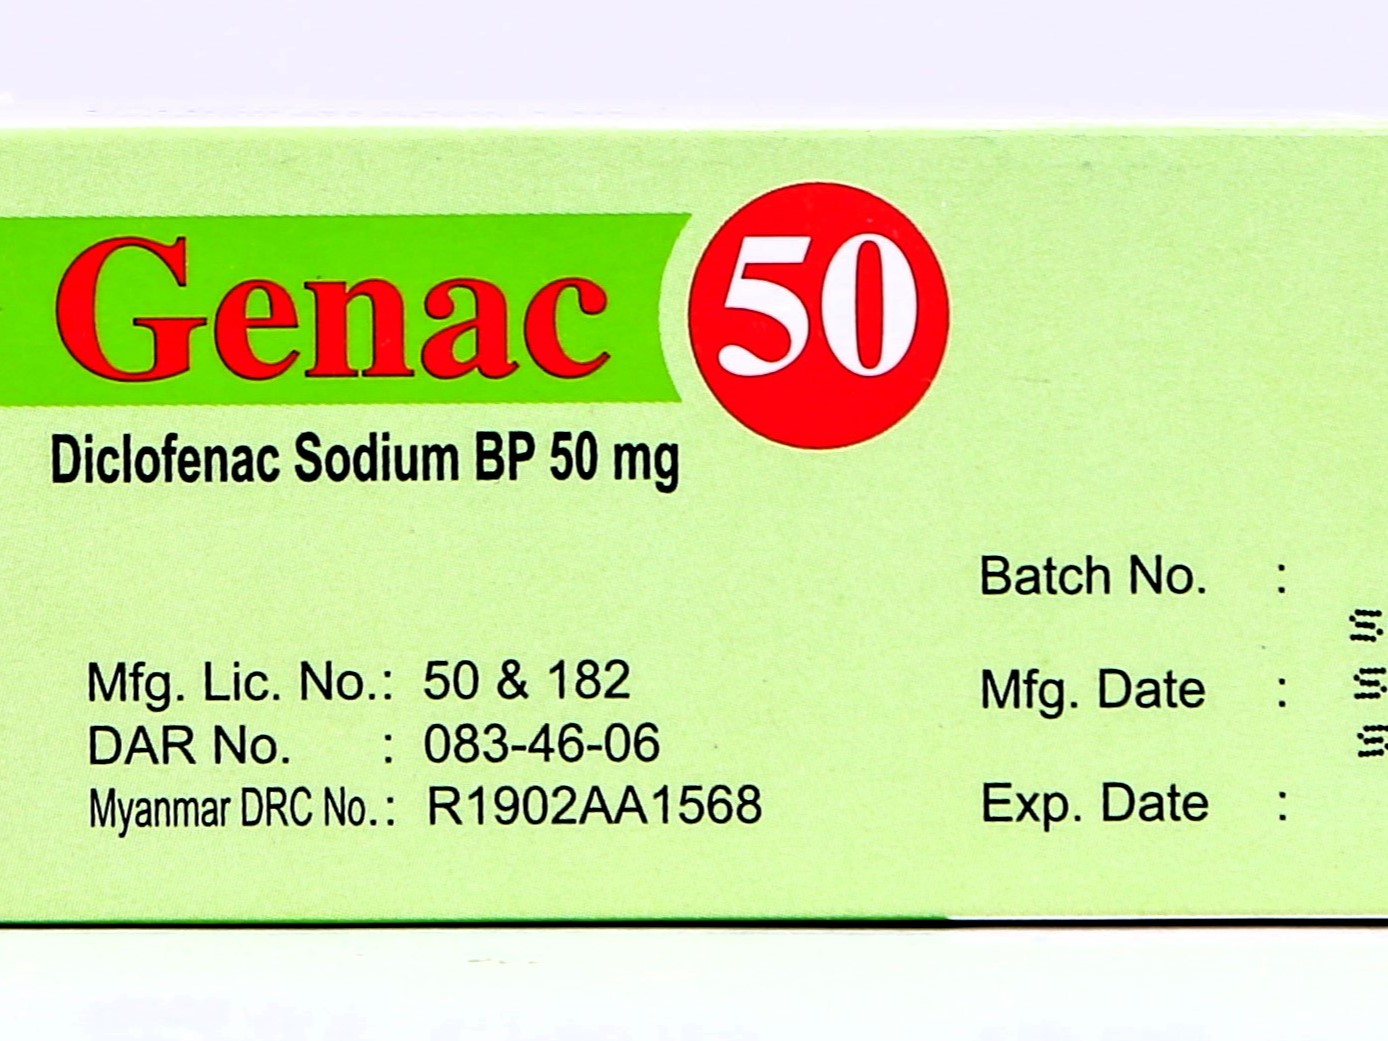 Genac 50
Diclofenac Sodium BP 50 mg
Mfg. Lic. No.: 50 & 182
DAR No. : 083-46-06
Myanmar DRC No.: R1902AA1568
Batch No. :
Mfg. Date :
Exp. Date :